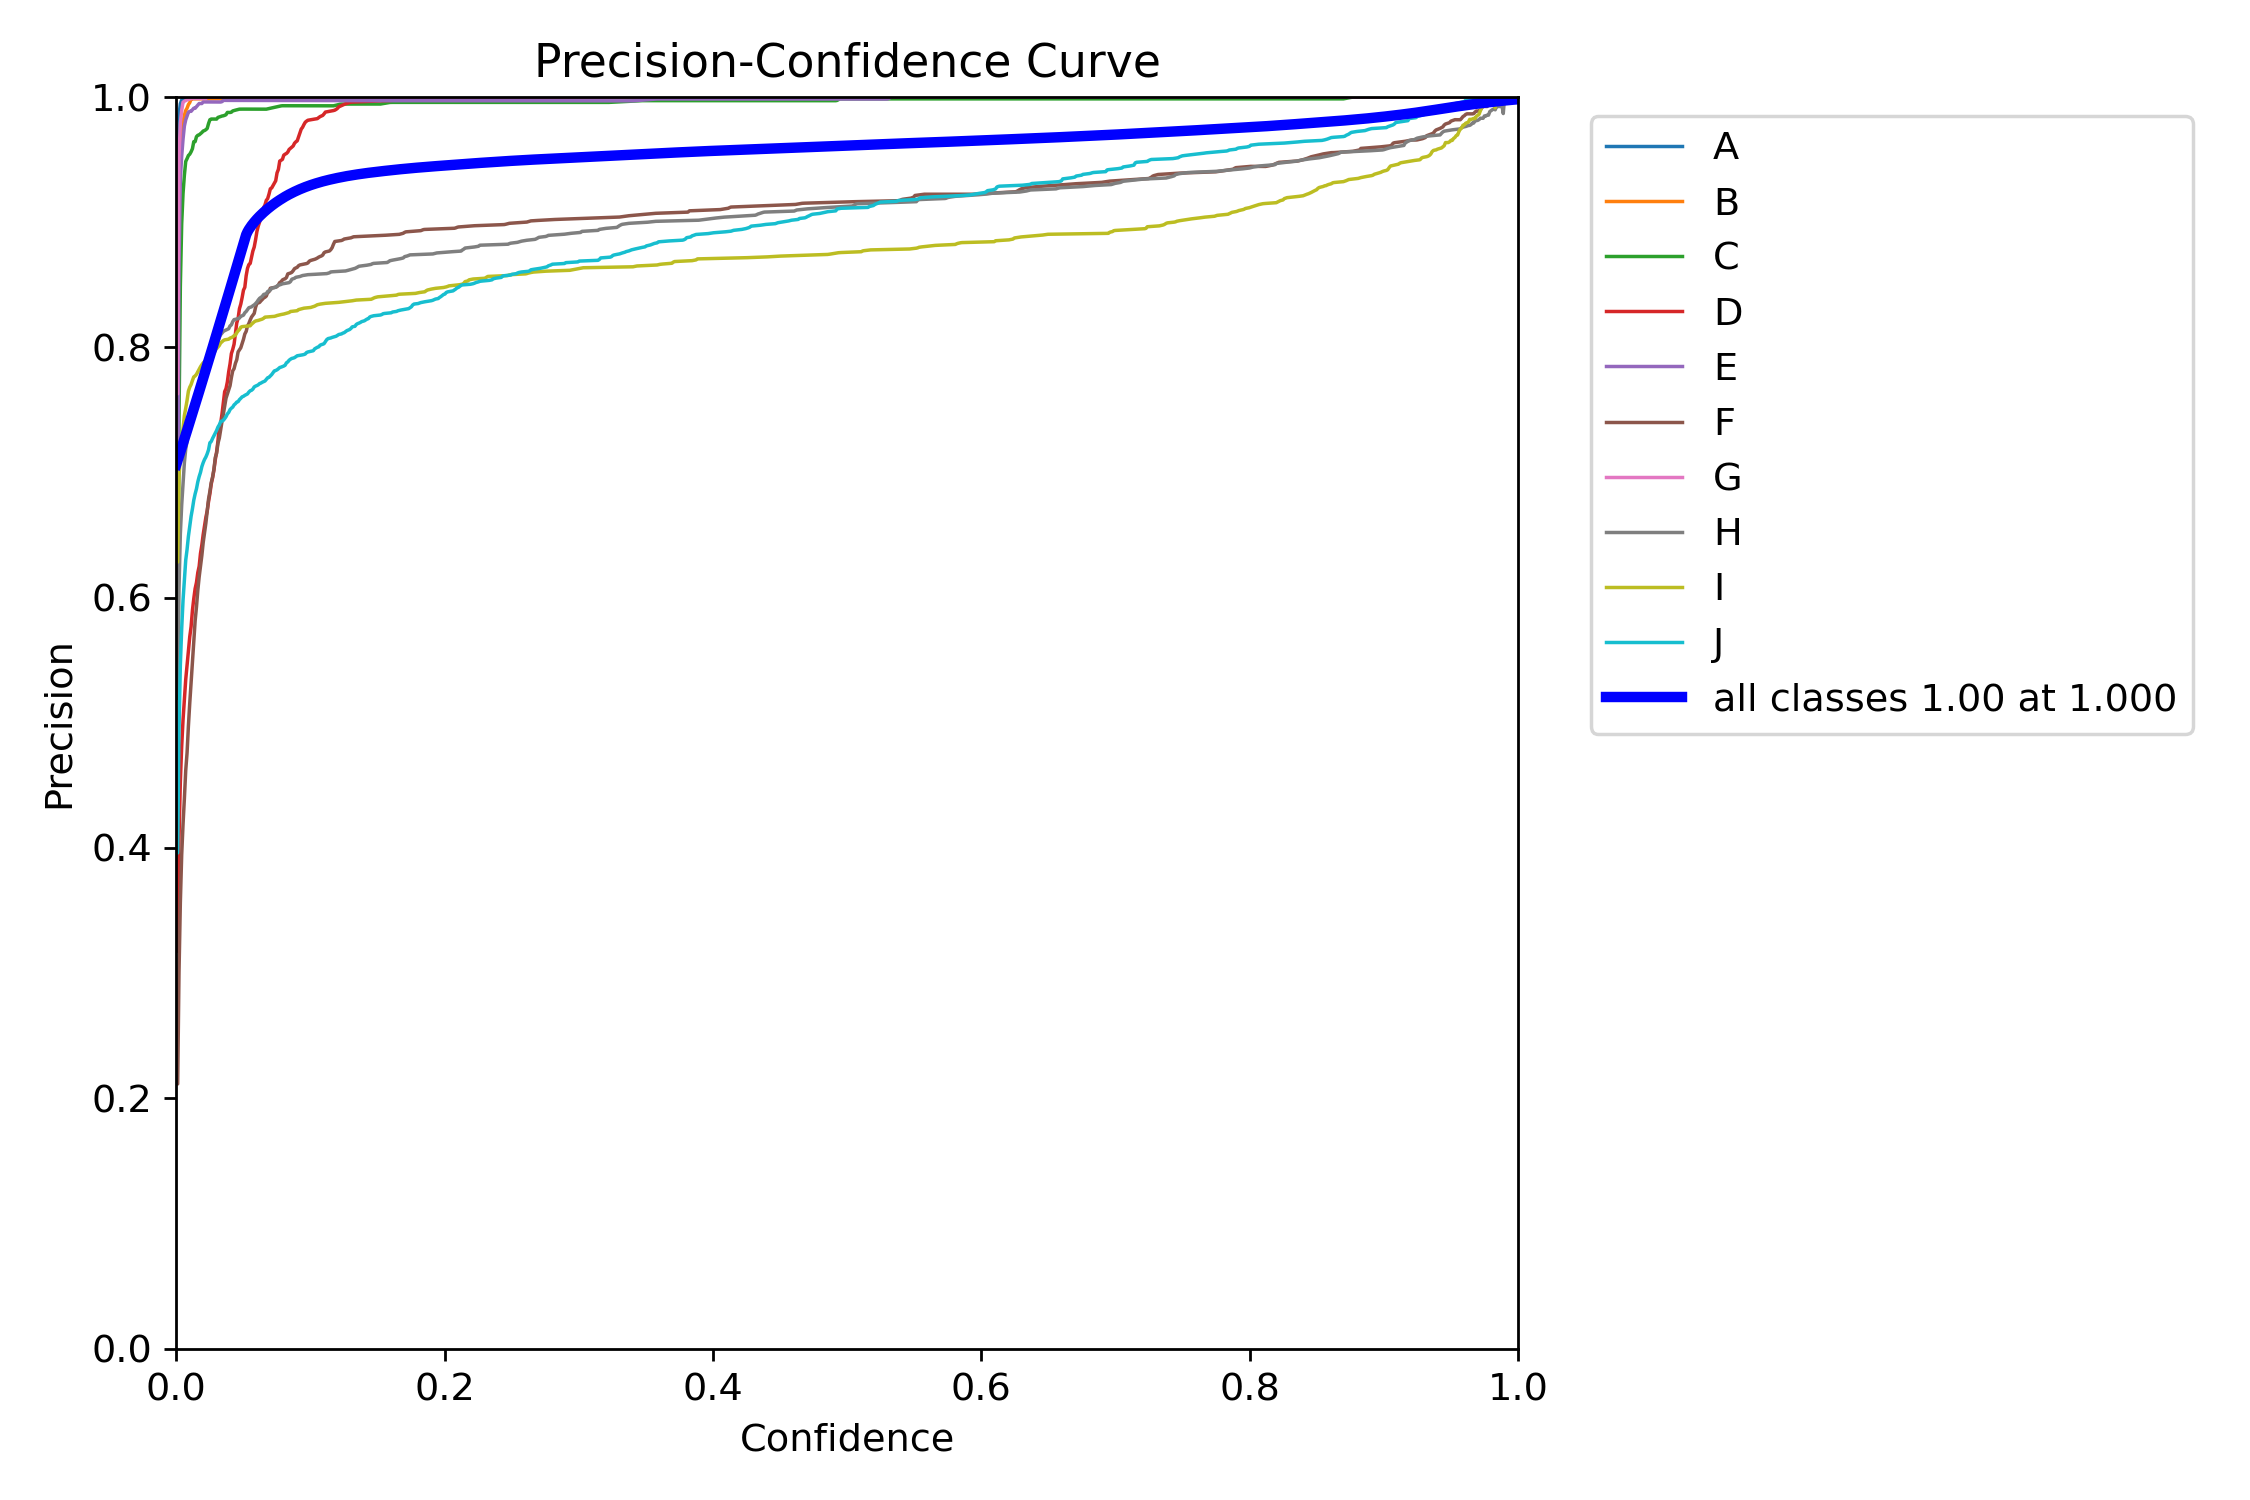 Precision-Confidence Curve
1.0
0.8
0.6
0.4
0.2
0.0
Precision
0.0 0.2 0.4 0.6 0.8 1.0
Confidence
A
B
C
D
E
F
G
H
I
J
all classes 1.00 at 1.000